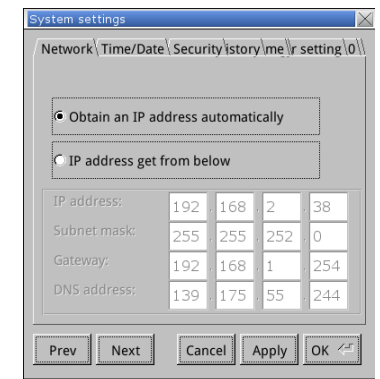 System settings
Network Time/Date Security istory me r setting 0
Obtain an IP address automatically
IP address get from below
IP address: 192 . 168 . 2 . 38
Subnet mask: 255 . 255 . 252 . 0
Gateway: 192 . 168 . 1 . 254
DNS address: 139 . 175 . 55 . 244
Prev Next Cancel Apply OK